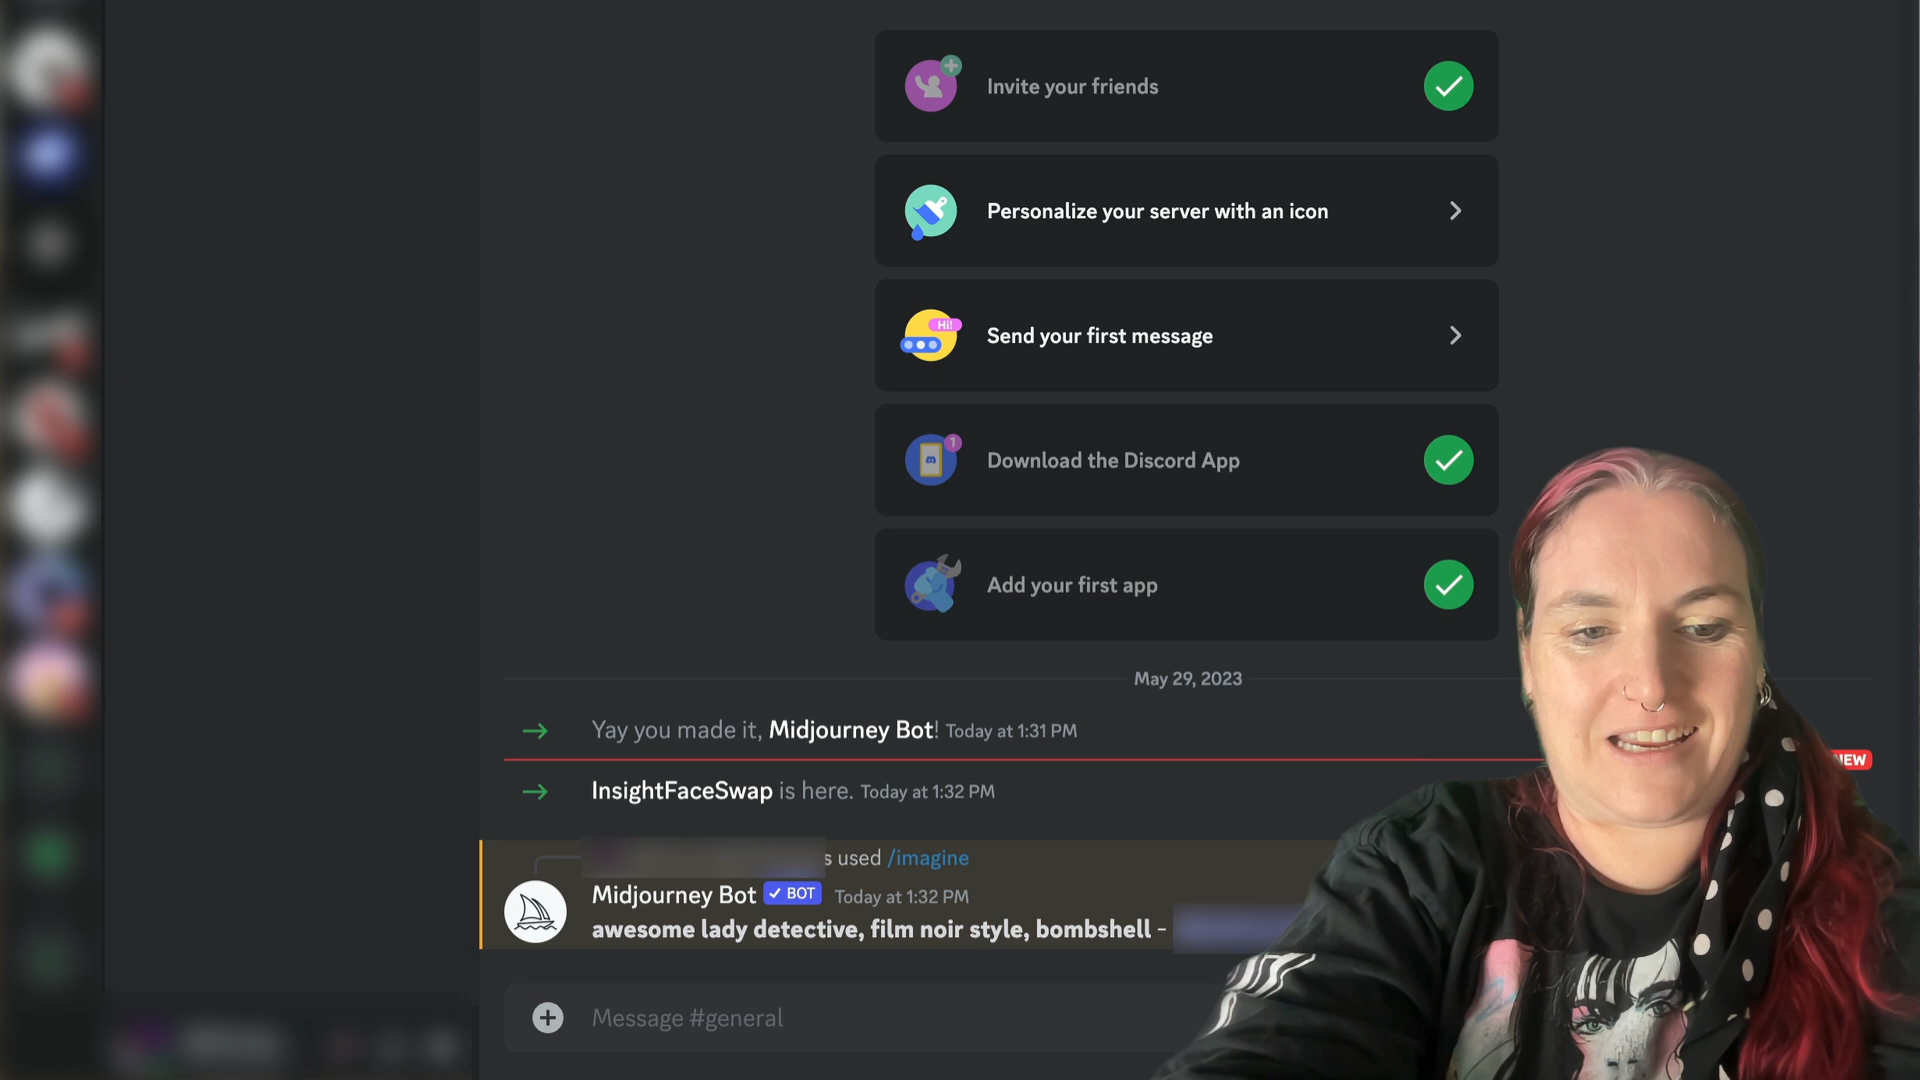 Invite your friends
Personalize your server with an icon
Hi!
Send your first message
1
Download the Discord App
Add your first app
May 29, 2023
Yay you made it, Midjourney Bot! Today at 1:31 PM
NEW
InsightFaceSwap is here. Today at 1:32 PM
s used /imagine
Midjourney Bot BOT Today at 1:32 PM
awesome lady detective, film noir style, bombshell -
Message #general